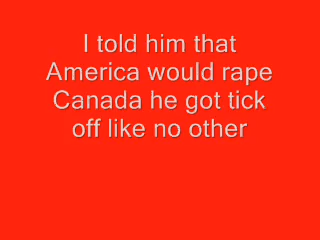 I told him that
America would rape
Canada he got tick
off like no other